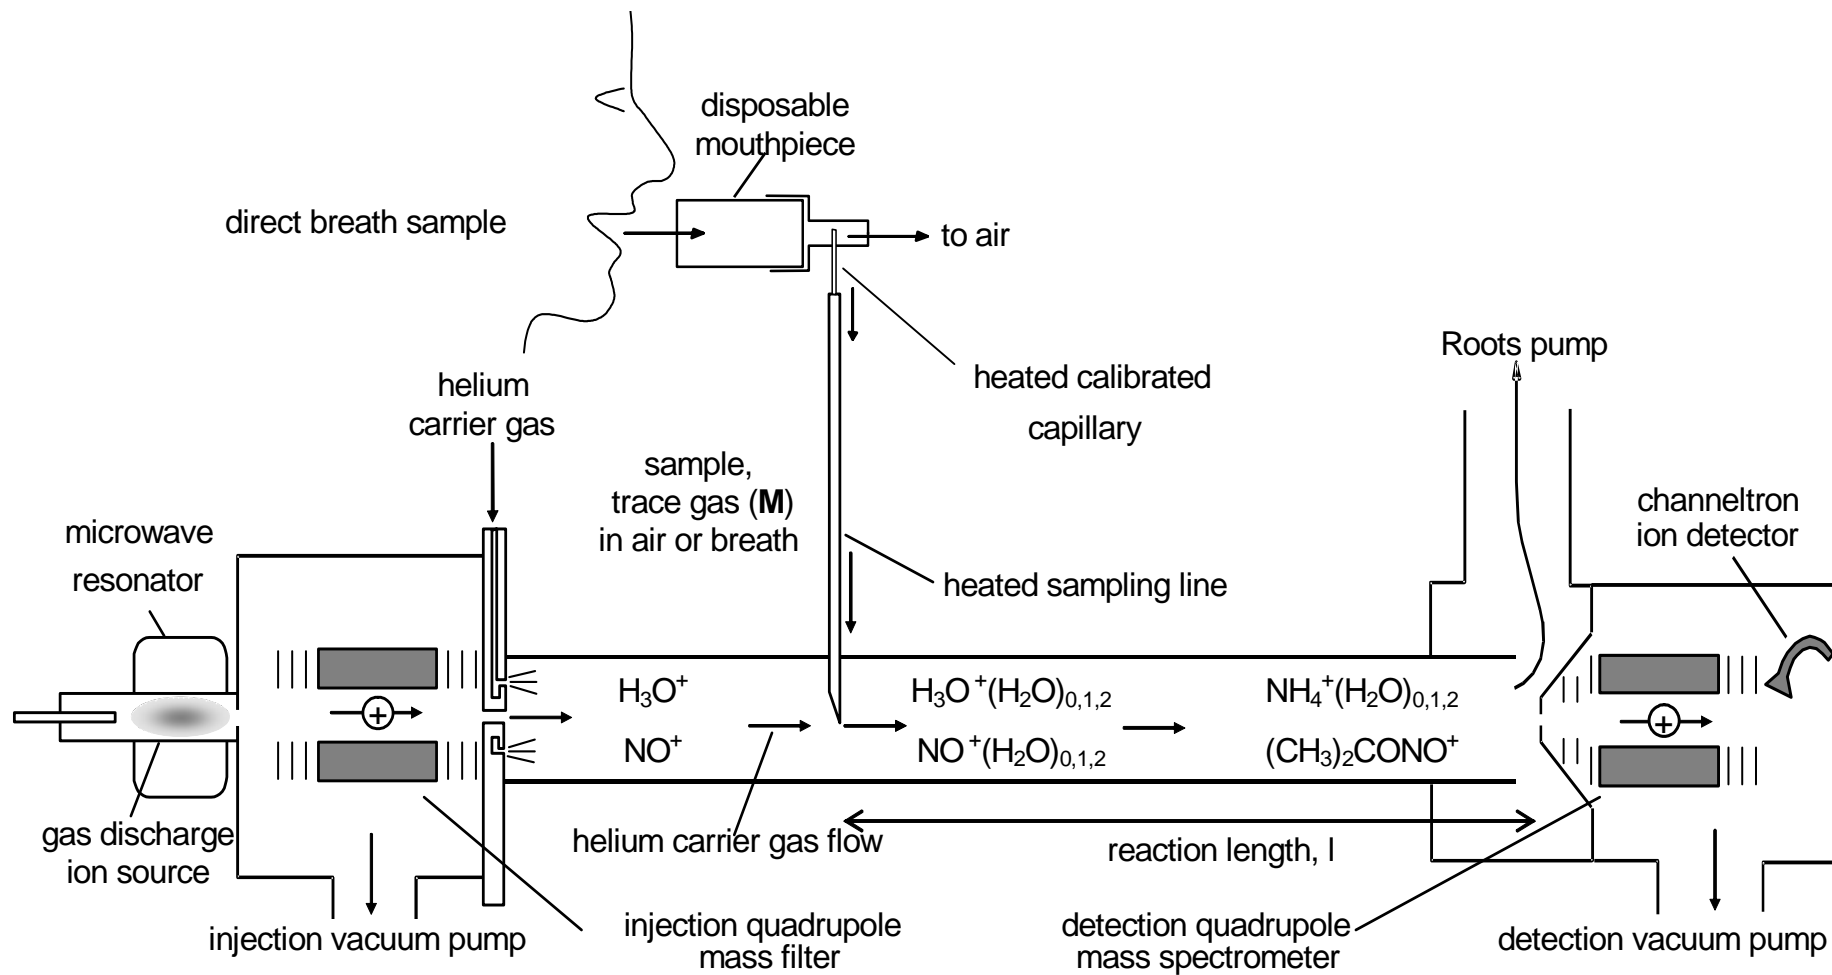 disposable
mouthpiece
direct breath sample
to air
Roots pump
helium
carrier gas
heated calibrated
capillary
sample,
trace gas (M)
in air or breath
channeltron
ion detector
microwave
resonator
heated sampling line
H₃O⁺
H₃O⁺(H₂O)₀,₁,₂
NH₄⁺(H₂O)₀,₁,₂
+
+
NO⁺
NO⁺(H₂O)₀,₁,₂
(CH₃)₂CONO⁺
gas discharge
ion source
helium carrier gas flow
reaction length, l
injection vacuum pump
injection quadrupole
mass filter
detection quadrupole
mass spectrometer
detection vacuum pump